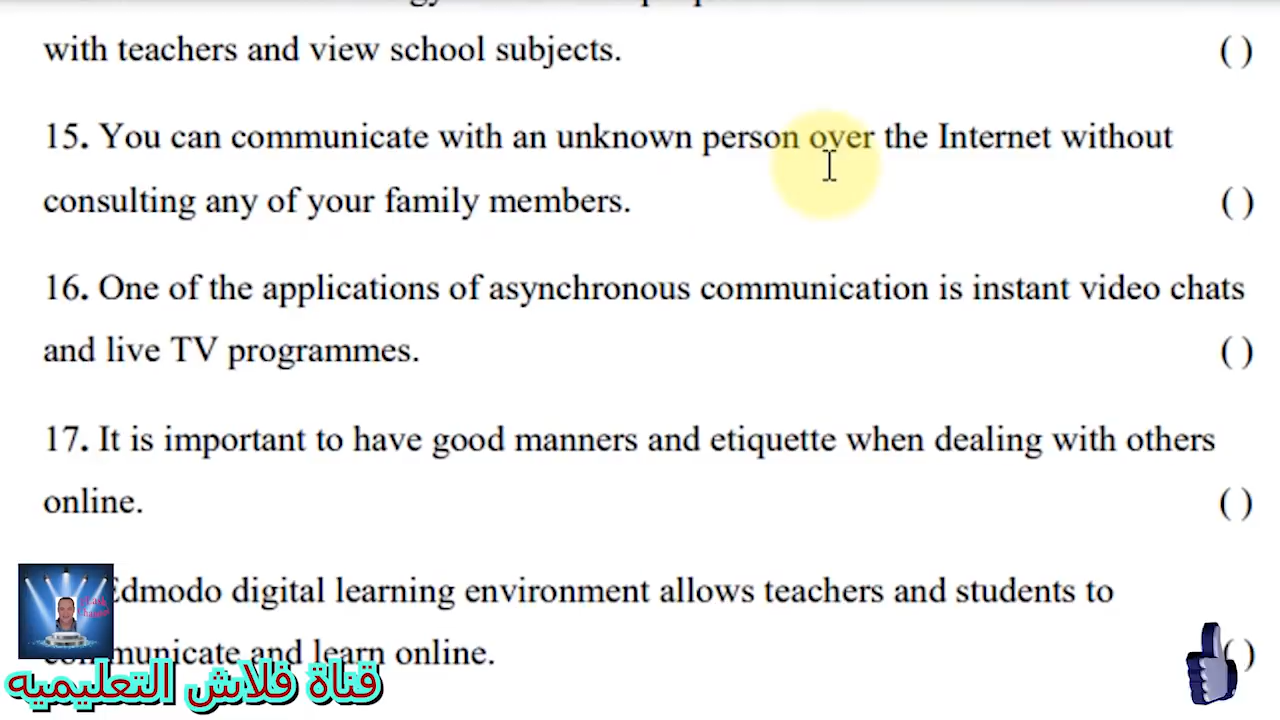 with teachers and view school subjects. ( )
15. You can communicate with an unknown person over the Internet without
consulting any of your family members. ( )
16. One of the applications of asynchronous communication is instant video chats
and live TV programmes. ( )
17. It is important to have good manners and etiquette when dealing with others
online. ( )
Edmodo digital learning environment allows teachers and students to
communicate and learn online. ( )
قناة فلاش التعليميه